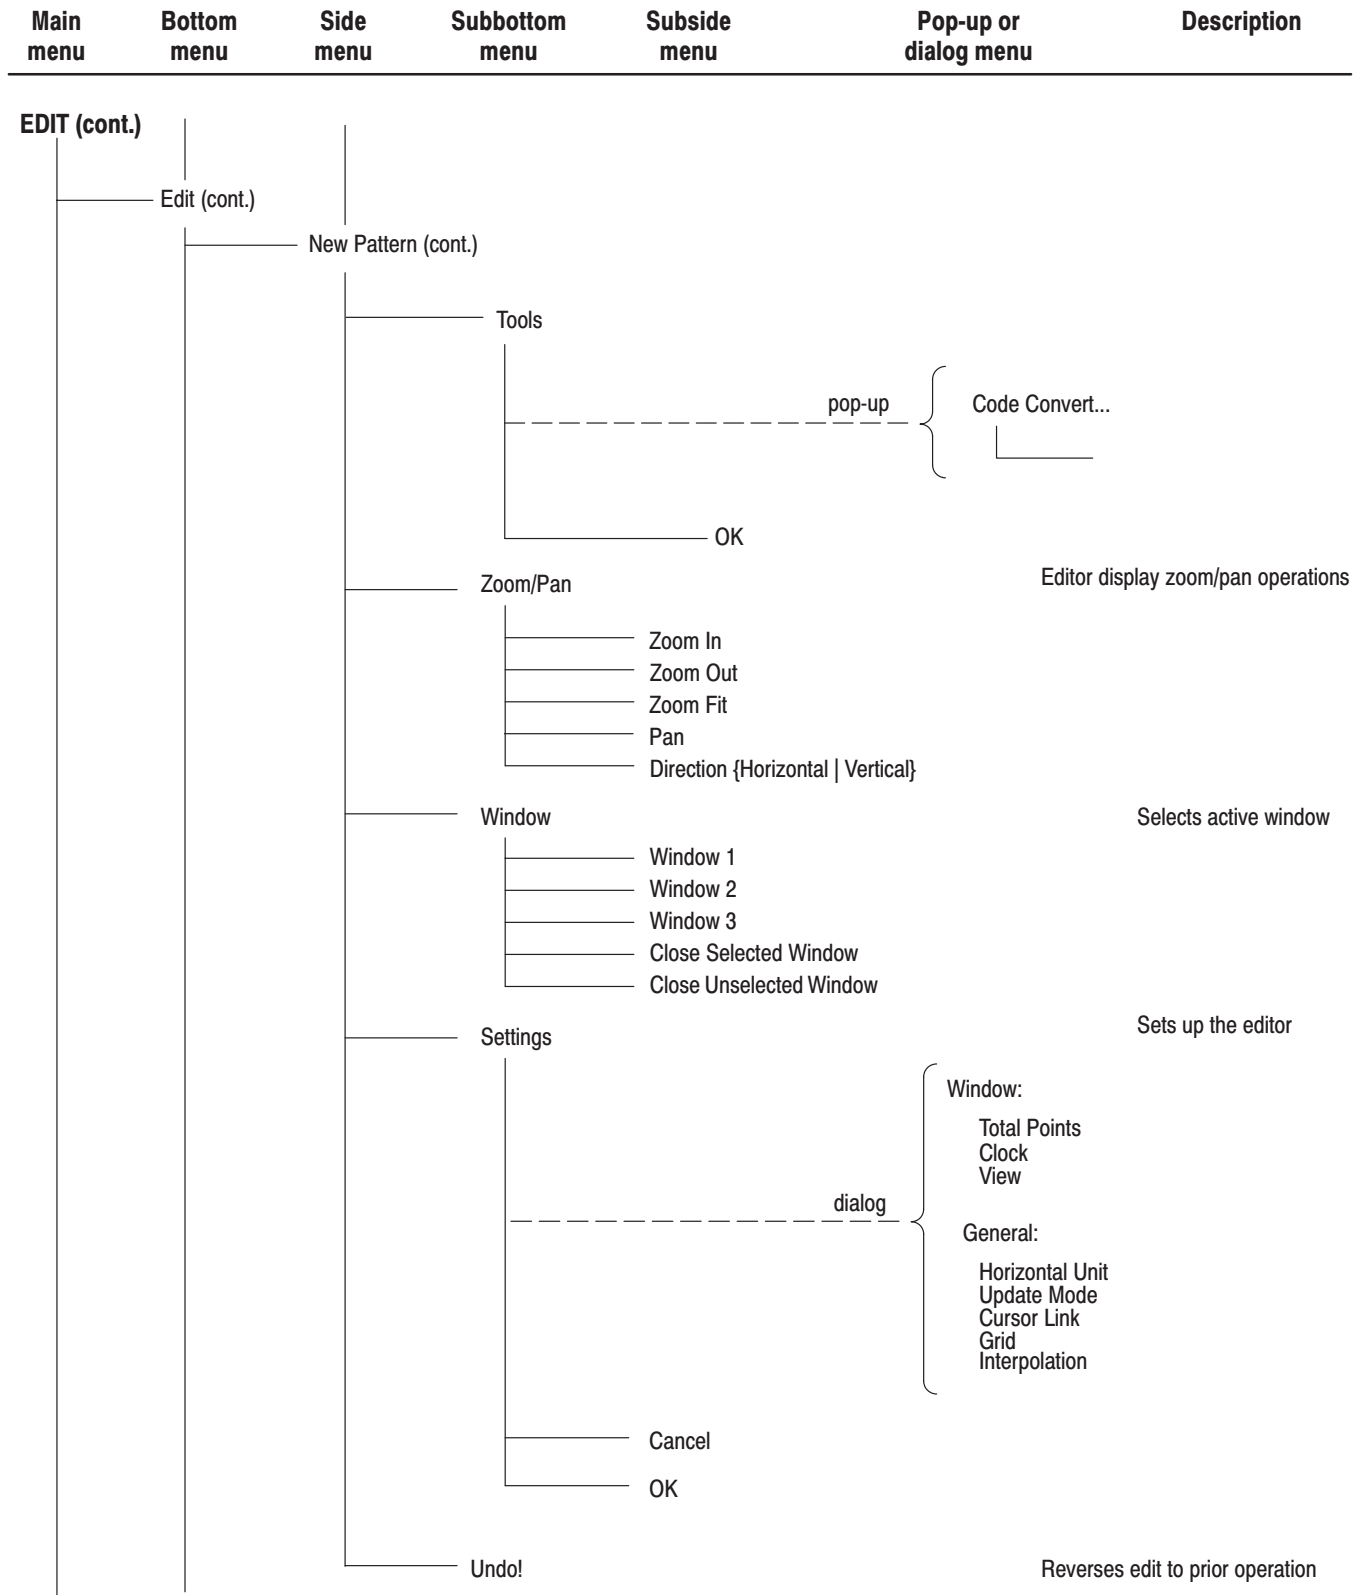 Main menu
Bottom menu
Side menu
Subbottom menu
Subside menu
Pop-up or dialog menu
Description
EDIT (cont.)
Edit (cont.)
New Pattern (cont.)
Tools
pop-up
Code Convert...
OK
Zoom/Pan
Editor display zoom/pan operations
Zoom In
Zoom Out
Zoom Fit
Pan
Direction {Horizontal | Vertical}
Window
Selects active window
Window 1
Window 2
Window 3
Close Selected Window
Close Unselected Window
Settings
Sets up the editor
Window:
Total Points
Clock
View
dialog
General:
Horizontal Unit
Update Mode
Cursor Link
Grid
Interpolation
Cancel
OK
Undo!
Reverses edit to prior operation